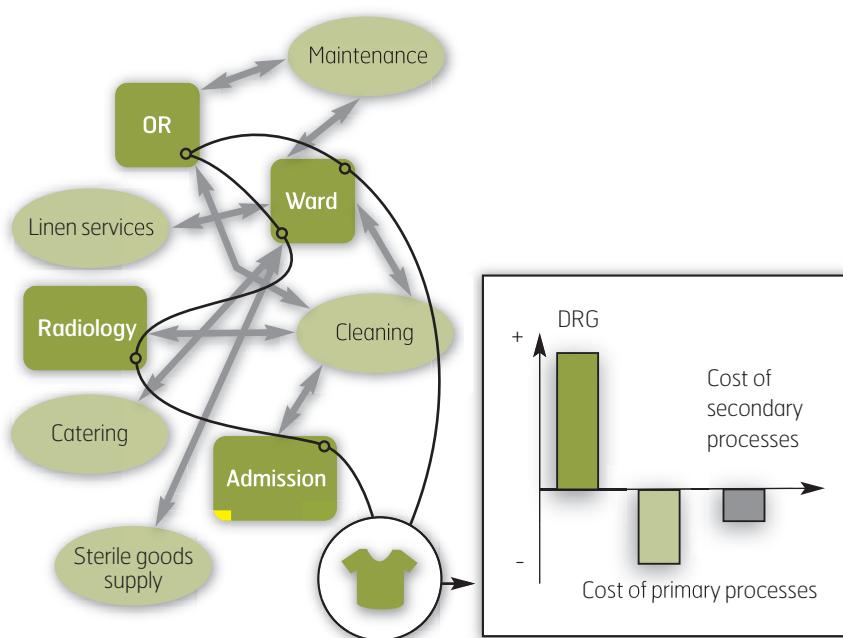 Maintenance
OR
Ward
Linen services
Radiology
Cleaning
Catering
Admission
Sterile goods
supply
DRG
+
Cost of
secondary
processes
-
Cost of primary processes